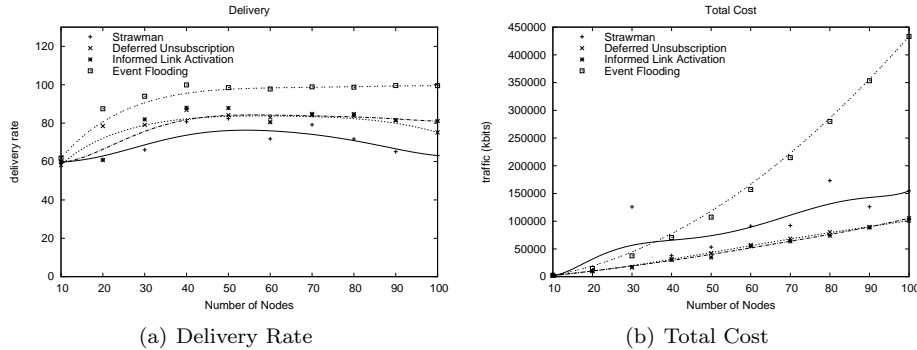 Delivery
Strawman
Deferred Unsubscription
Informed Link Activation
Event Flooding
delivery rate
120
100
80
60
40
20
0
10 20 30 40 50 60 70 80 90 100
Number of Nodes
(a) Delivery Rate
Total Cost
Strawman
Deferred Unsubscription
Informed Link Activation
Event Flooding
traffic (kbits)
450000
400000
350000
300000
250000
200000
150000
100000
50000
0
10 20 30 40 50 60 70 80 90 100
Number of Nodes
(b) Total Cost